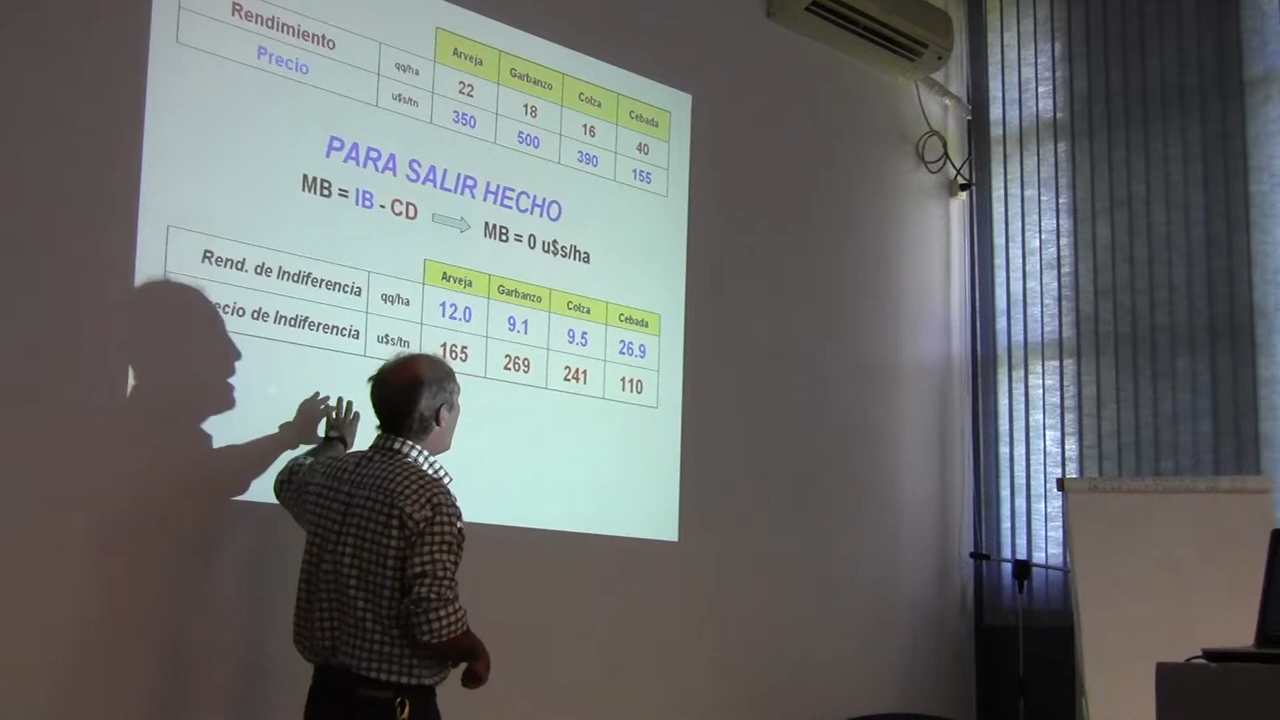 Arveja Garbanzo Colza Cebada
Rendimiento qq/ha 22 18 16 40
Precio u$s/tn 350 500 390 155
PARA SALIR HECHO
MB = IB - CD MB = 0 u$s/ha
Arveja Garbanzo Colza Cebada
Rend. de Indiferencia qq/ha 12.0 9.1 9.5 26.9
ecio de Indiferencia u$s/tn 165 269 241 110